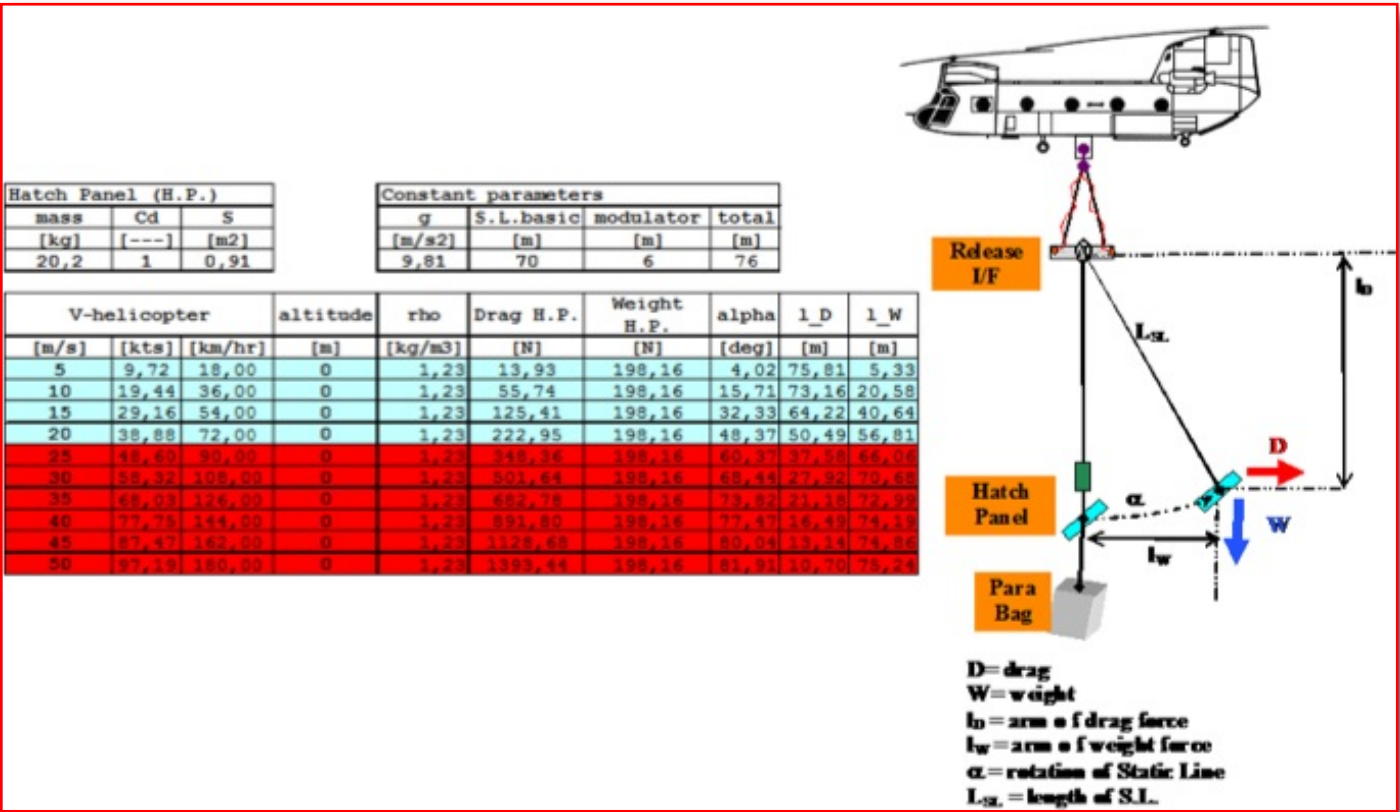 Hatch Panel (H.P.)
mass Cd S
[kg] [---] [m2]
20,2 1 0,91
Constant parameters
g S.L.basic modulator total
[m/s2] [m] [m] [m]
9,81 70 6 76
V-helicopter altitude rho Drag H.P. Weight H.P. alpha l_D l_W
[m/s] [kts] [km/hr] [m] [kg/m3] [N] [N] [deg] [m] [m]
5 9,72 18,00 0 1,23 13,93 198,16 4,02 75,81 5,33
10 19,44 36,00 0 1,23 55,74 198,16 15,71 73,16 20,58
15 29,16 54,00 0 1,23 125,41 198,16 32,33 64,22 40,64
20 38,88 72,00 0 1,23 222,95 198,16 48,37 50,49 56,81
25 48,60 90,00 0 1,23 348,36 198,16 60,37 37,58 66,06
30 58,32 108,00 0 1,23 501,64 198,16 68,44 27,92 70,68
35 68,03 126,00 0 1,23 682,78 198,16 73,82 21,18 72,99
40 77,75 144,00 0 1,23 891,80 198,16 77,47 16,49 74,19
45 87,47 162,00 0 1,23 1128,68 198,16 80,04 13,14 74,86
50 97,19 180,00 0 1,23 1393,44 198,16 81,91 10,70 75,24
Release
I/F
l_D
L_SL
D
Hatch
Panel
α
W
l_W
Para
Bag
D= drag
W= weight
l_D = arm of drag force
l_W = arm of weight force
α = rotation of Static Line
L_SL = length of S.L.